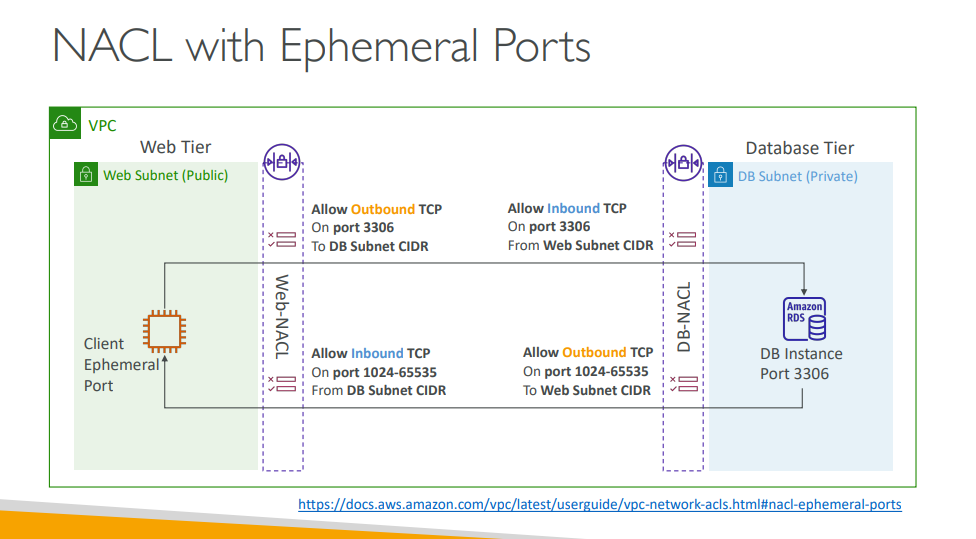 NACL with Ephemeral Ports
VPC
Web Tier
Database Tier
Web Subnet (Public)
DB Subnet (Private)
Allow Outbound TCP
On port 3306
To DB Subnet CIDR
Allow Inbound TCP
On port 3306
From Web Subnet CIDR
Web-NACL
DB-NACL
Amazon
RDS
Client
Ephemeral
Port
DB Instance
Port 3306
Allow Inbound TCP
On port 1024-65535
From DB Subnet CIDR
Allow Outbound TCP
On port 1024-65535
To Web Subnet CIDR
https://docs.aws.amazon.com/vpc/latest/userguide/vpc-network-acls.html#nacl-ephemeral-ports